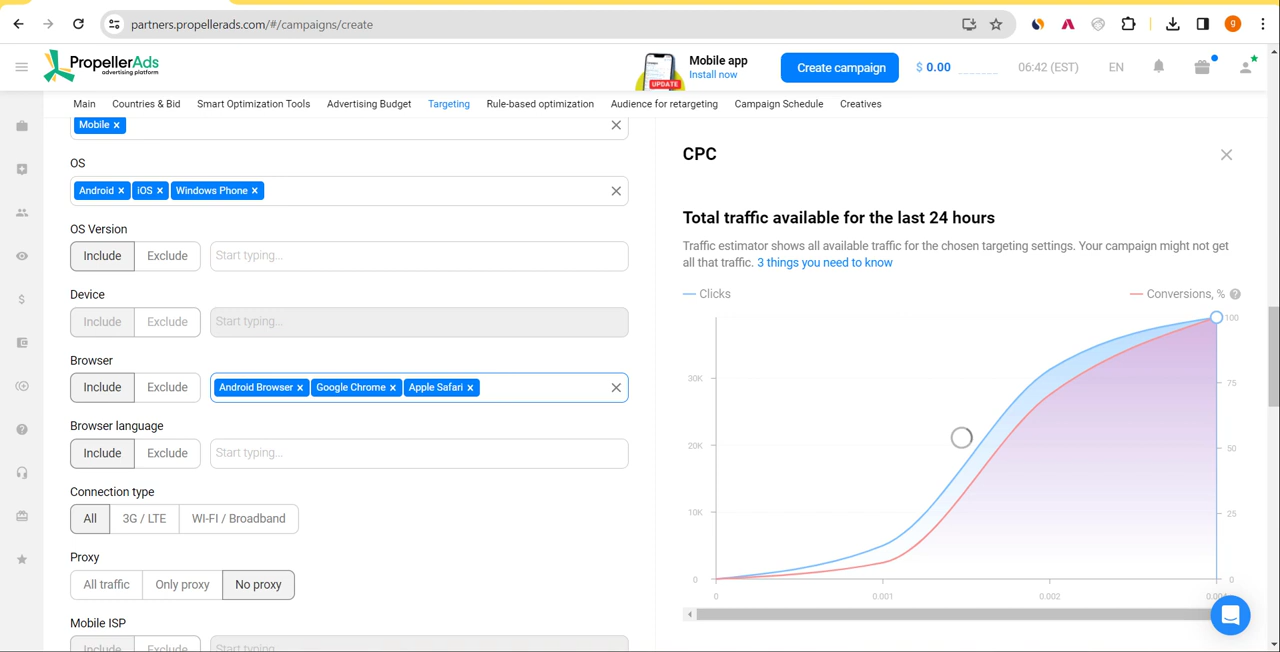 partners.propellerads.com/#/campaigns/create
g
PropellerAds
advertising platform
UPDATE
Mobile app
Install now
Create campaign
$ 0.00
06:42 (EST)
EN
Main Countries & Bid Smart Optimization Tools Advertising Budget Targeting Rule-based optimization Audience for retargeting Campaign Schedule Creatives
Mobile ×
OS
Android × iOS × Windows Phone ×
OS Version
Include Exclude Start typing...
Device
Include Exclude Start typing...
Browser
Include Exclude Android Browser × Google Chrome × Apple Safari ×
Browser language
Include Exclude Start typing...
Connection type
All 3G / LTE WI-FI / Broadband
Proxy
All traffic Only proxy No proxy
Mobile ISP
Include Exclude Start typing...
CPC
Total traffic available for the last 24 hours
Traffic estimator shows all available traffic for the chosen targeting settings. Your campaign might not get
all that traffic. 3 things you need to know
Clicks Conversions, % ?
100
30K 75
20K 50
10K 25
0 0
0 0.001 0.002